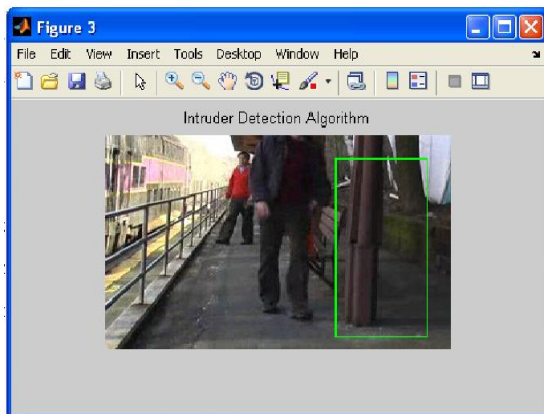 Figure 3
File Edit View Insert Tools Desktop Window Help
Intruder Detection Algorithm